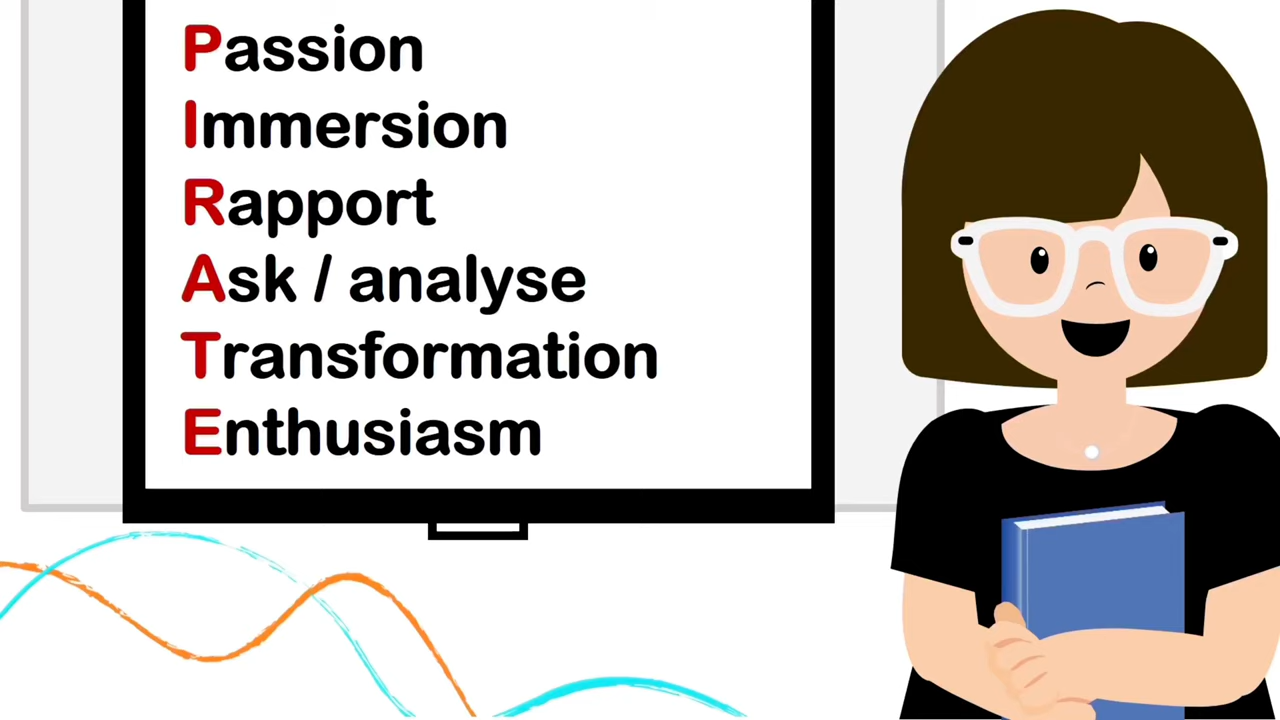 Passion
Immersion
Rapport
Ask / analyse
Transformation
Enthusiasm